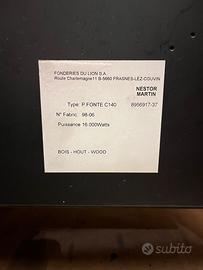 FONDERIES DU LION S.A.
Route Charlemagne11 B-5660 FRASNES-LEZ-COUVIN
NESTOR
MARTIN
Type: P.FONTE C140 8956917-37
N° Fabric. 98-06
Puissance 16.000Watts
BOIS - HOUT - WOOD
subito